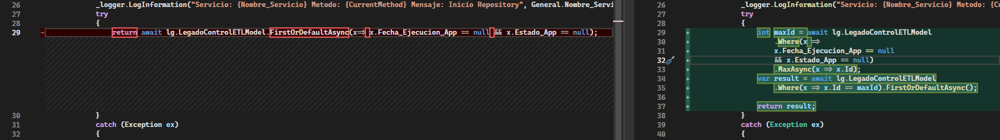 26 _logger.LogInformation("Servicio: {Nombre_Servicio} Metodo: {CurrentMethod} Mensaje: Inicio Repository", General.Nombre_Servi
27 try
28 {
29 - return await lg.LegadoControlETLModel.FirstOrDefaultAsync(x=> x.Fecha_Ejecucion_App == null && x.Estado_App == null);
30 }
31 catch (Exception ex)
32 {
26 _logger.LogInformation("Servicio: {Nombre_Servicio} Metodo: {Cu
27 try
28 {
29 + int maxId = await lg.LegadoControlETLModel
30 + .Where(x =>
31 + x.Fecha_Ejecucion_App == null
32 + && x.Estado_App == null)
33 + .MaxAsync(x => x.Id);
34 + var result = await lg.LegadoControlETLModel
35 + .Where(x => x.Id == maxId).FirstOrDefaultAsync();
36 +
37 + return result;
38 }
39 catch (Exception ex)
40 {